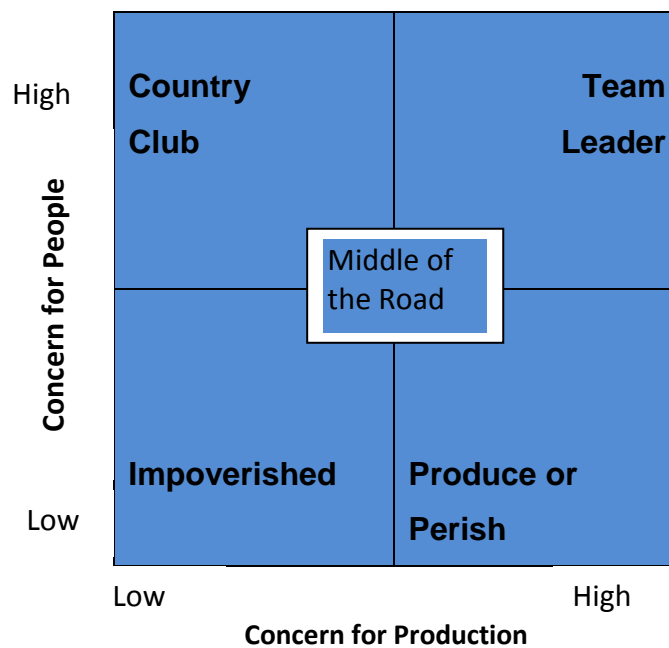 High
Country
Club
Team
Leader
Concern for People
Middle of
the Road
Impoverished
Produce or
Perish
Low
Low
High
Concern for Production